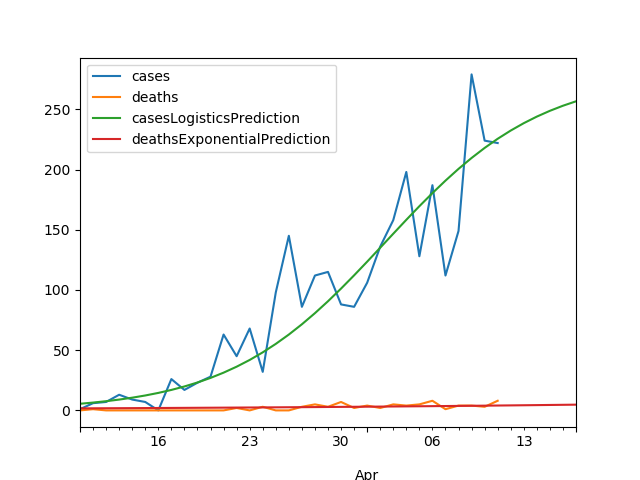 cases
deaths
casesLogisticsPrediction
deathsExponentialPrediction
250
200
150
100
50
0
16 23 30 06 13
Apr